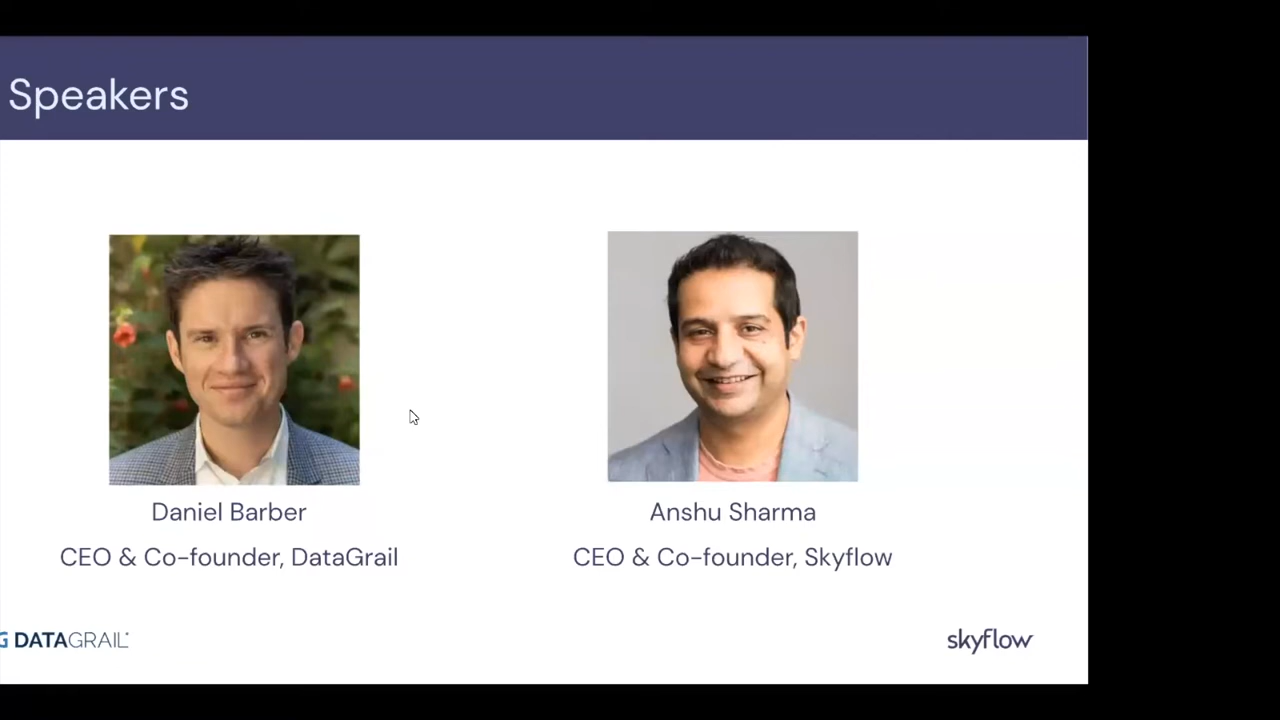 Speakers
Daniel Barber
CEO & Co-founder, DataGrail
Anshu Sharma
CEO & Co-founder, Skyflow
G DATAGRAIL
skyflow